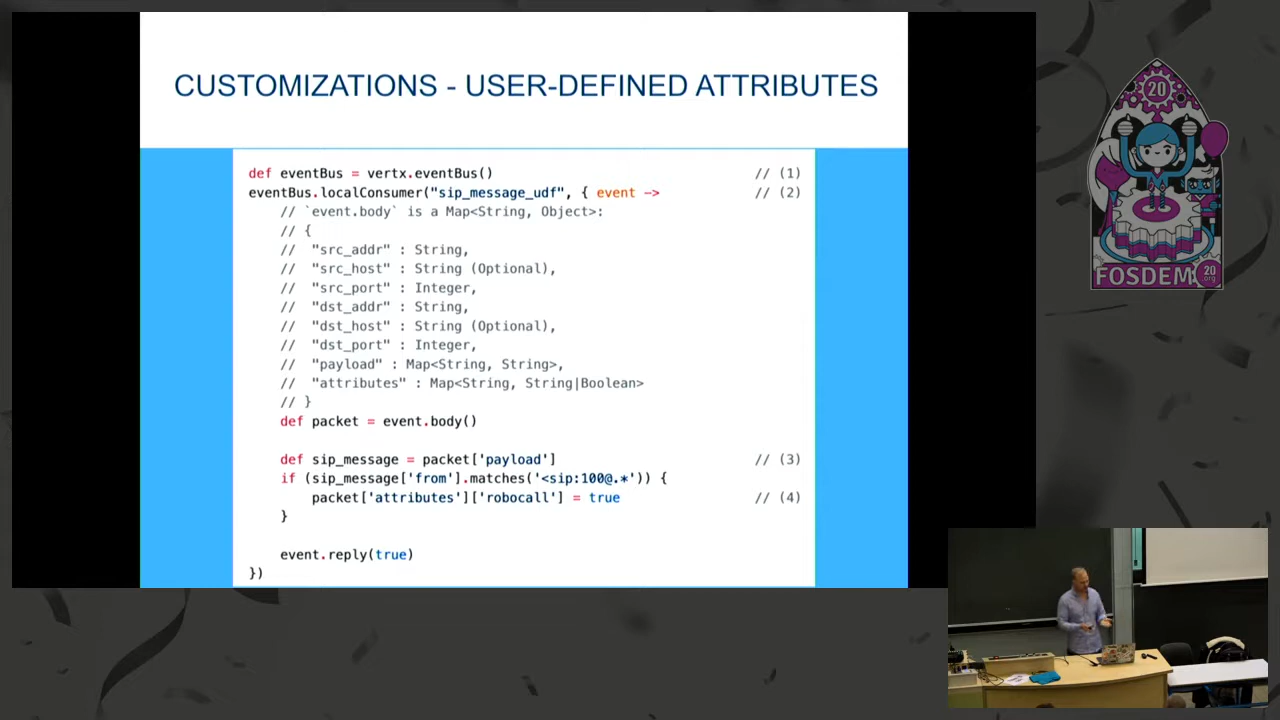 CUSTOMIZATIONS - USER-DEFINED ATTRIBUTES
def eventBus = vertx.eventBus() // (1)
eventBus.localConsumer("sip_message_udf", { event -> // (2)
// `event.body` is a Map<String, Object>:
// {
// "src_addr" : String,
// "src_host" : String (Optional),
// "src_port" : Integer,
// "dst_addr" : String,
// "dst_host" : String (Optional),
// "dst_port" : Integer,
// "payload" : Map<String, String>,
// "attributes" : Map<String, String|Boolean>
// }
def packet = event.body()
def sip_message = packet['payload'] // (3)
if (sip_message['from'].matches('<sip:100@.*')) {
packet['attributes']['robocall'] = true // (4)
}
event.reply(true)
})
20
FOSDEM 20
.org